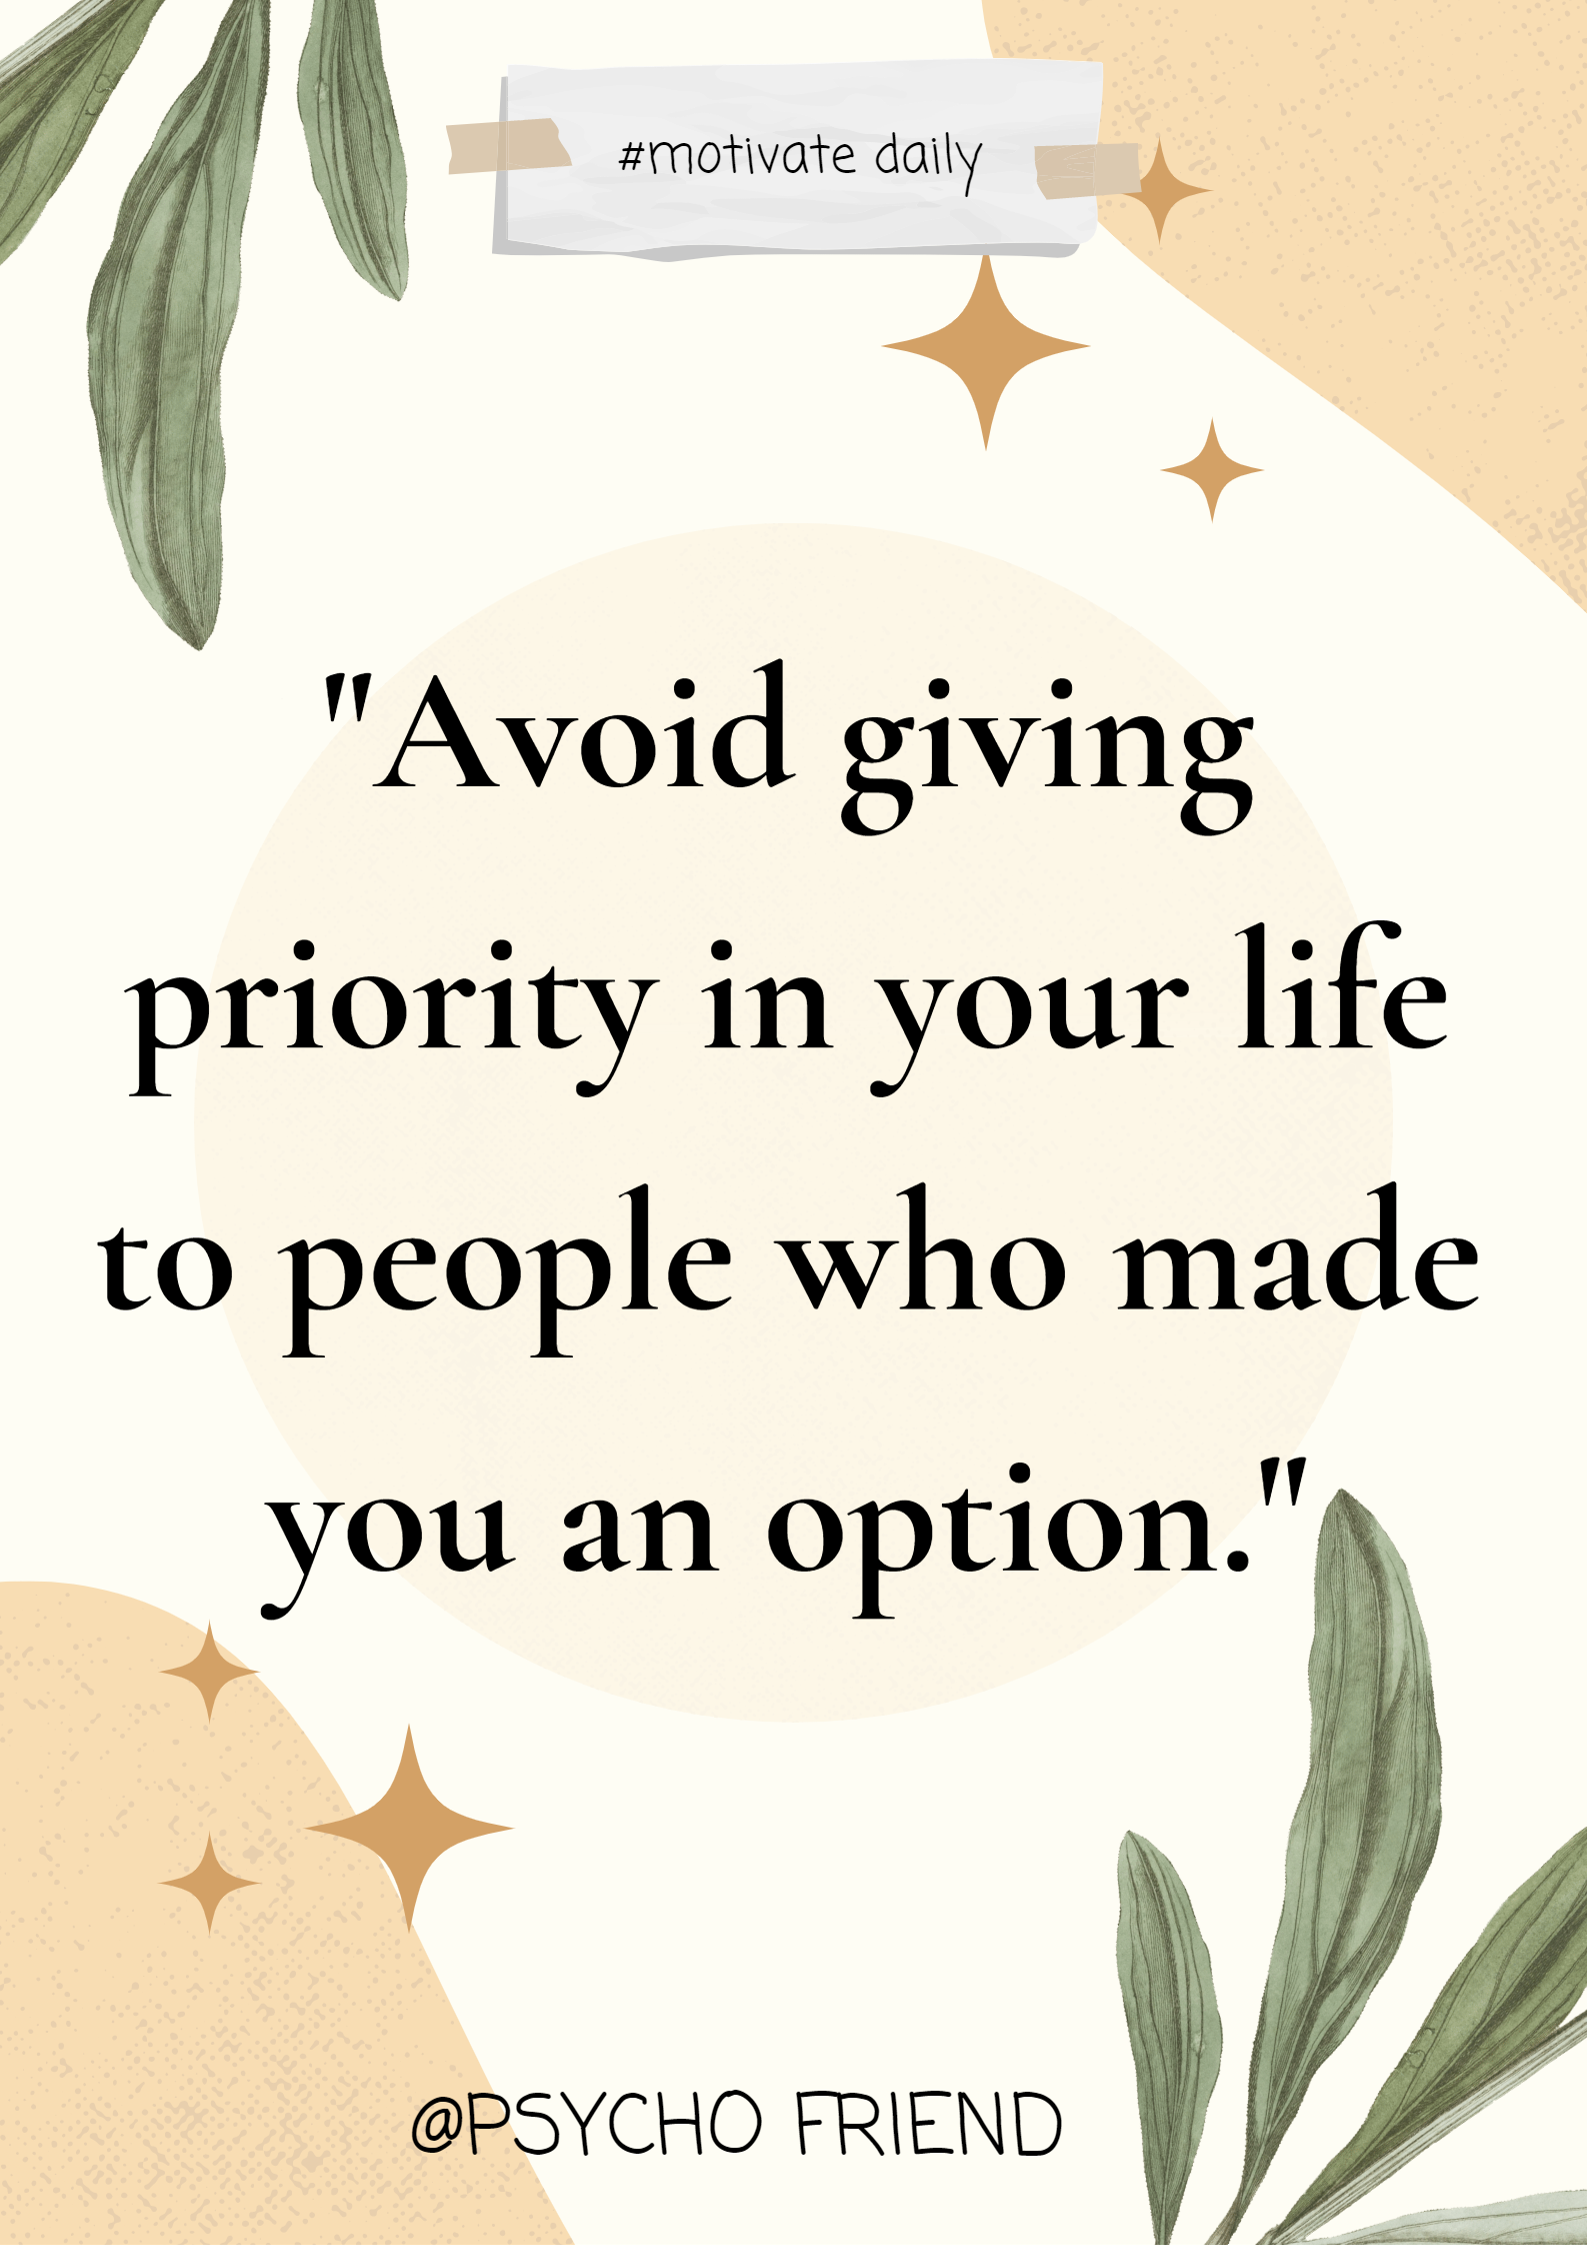 #motivate daily
"Avoid giving
priority in your life
to people who made
you an option."
@PSYCHO FRIEND